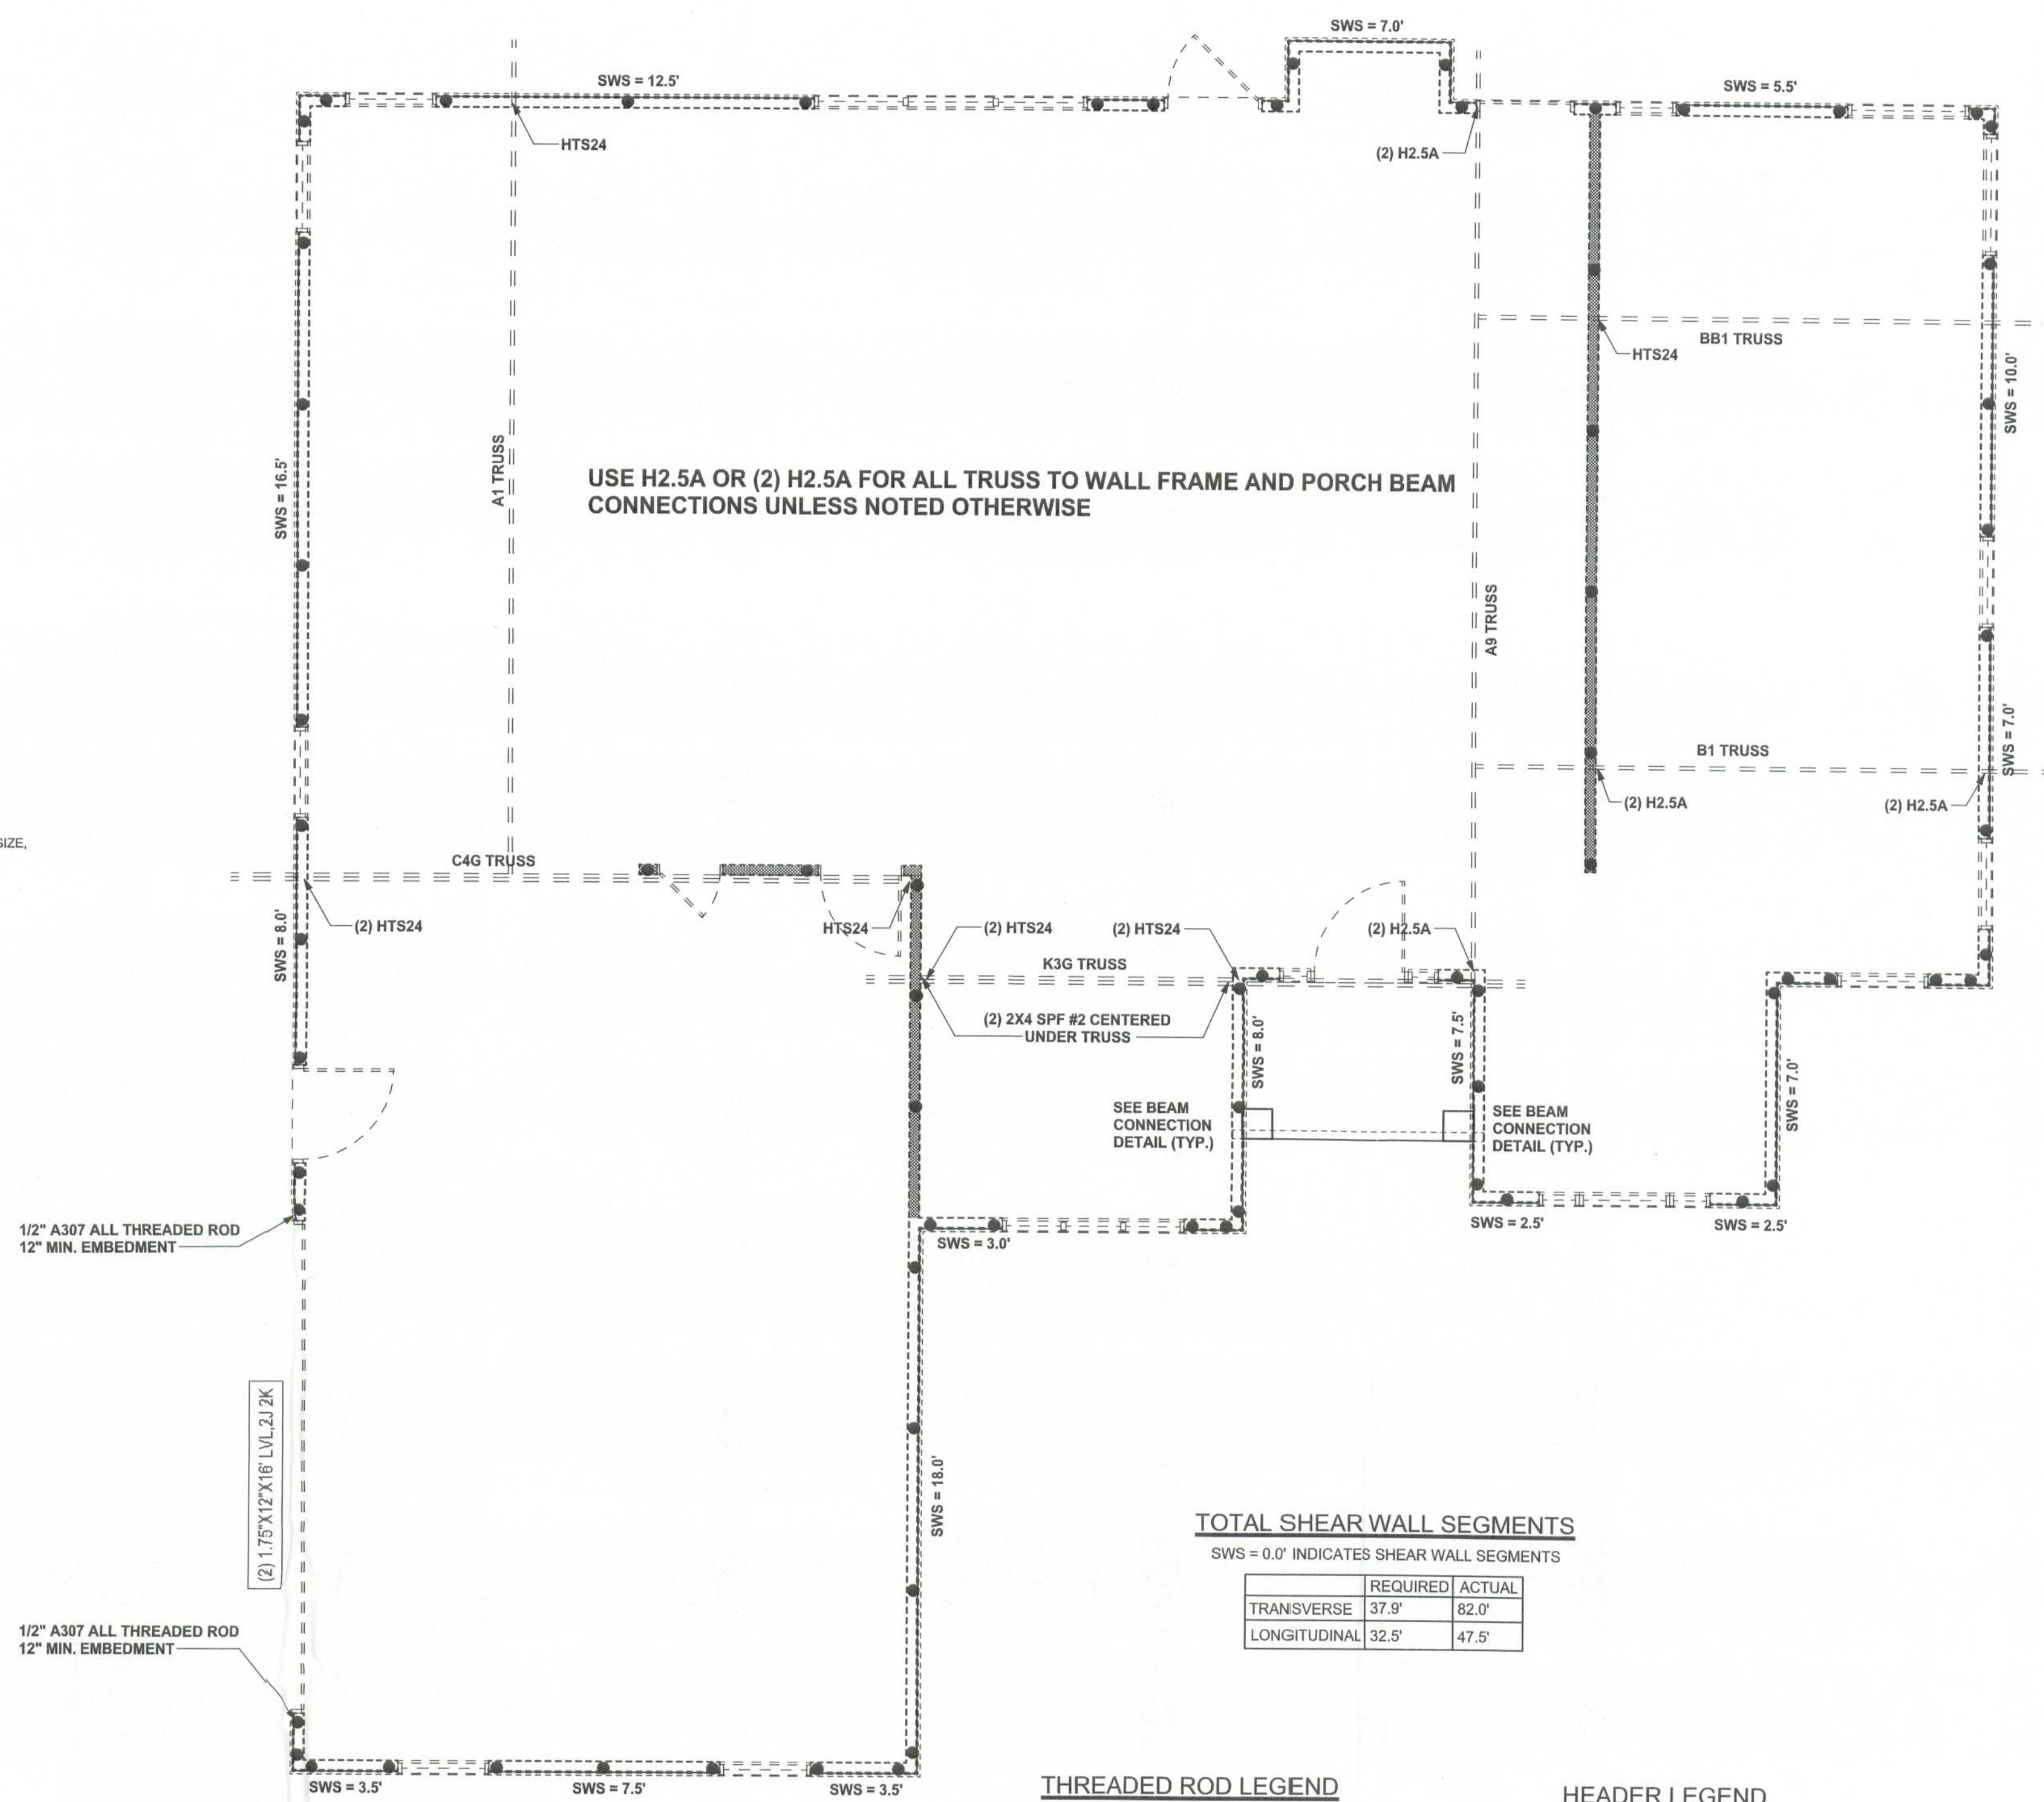 SWS = 7.0'
SWS = 12.5'
SWS = 5.5'
HTS24
(2) H2.5A
BB1 TRUSS
HTS24
SWS = 10.0'
SWS = 16.5'
A1 TRUSS
USE H2.5A OR (2) H2.5A FOR ALL TRUSS TO WALL FRAME AND PORCH BEAM
CONNECTIONS UNLESS NOTED OTHERWISE
A9 TRUSS
SWS = 7.0'
B1 TRUSS
(2) H2.5A
(2) H2.5A
SIZE,
C4G TRUSS
(2) HTS24
SWS = 8.0'
HTS24
(2) HTS24
(2) HTS24
(2) H2.5A
K3G TRUSS
(2) 2X4 SPF #2 CENTERED
UNDER TRUSS
SWS = 8.0'
SWS = 7.5'
SWS = 7.0'
SEE BEAM
CONNECTION
DETAIL (TYP.)
SEE BEAM
CONNECTION
DETAIL (TYP.)
1/2" A307 ALL THREADED ROD
12" MIN. EMBEDMENT
SWS = 3.0'
SWS = 2.5'
SWS = 2.5'
(2) 1.75"X12"X16' LVL,2J 2K
SWS = 18.0'
TOTAL SHEAR WALL SEGMENTS
SWS = 0.0' INDICATES SHEAR WALL SEGMENTS
REQUIRED ACTUAL
TRANSVERSE 37.9' 82.0'
LONGITUDINAL 32.5' 47.5'
1/2" A307 ALL THREADED ROD
12" MIN. EMBEDMENT
SWS = 3.5'
SWS = 7.5'
SWS = 3.5'
THREADED ROD LEGEND
HEADER LEGEND